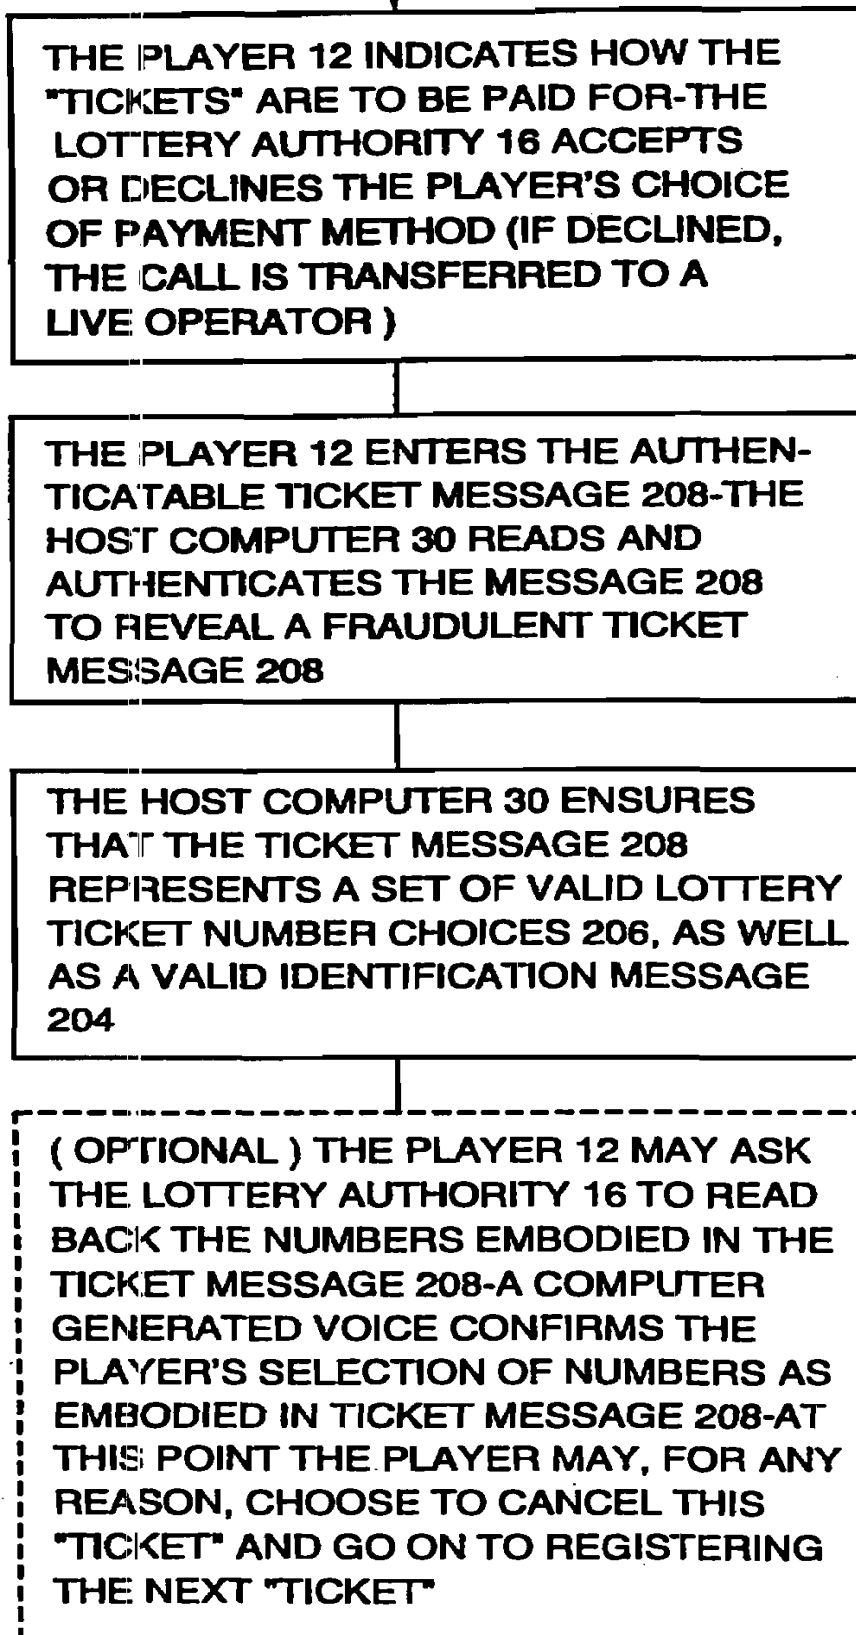 THE PLAYER 12 INDICATES HOW THE
"TICKETS" ARE TO BE PAID FOR-THE
LOTTERY AUTHORITY 16 ACCEPTS
OR DECLINES THE PLAYER'S CHOICE
OF PAYMENT METHOD (IF DECLINED,
THE CALL IS TRANSFERRED TO A
LIVE OPERATOR )
THE PLAYER 12 ENTERS THE AUTHEN-
TICATABLE TICKET MESSAGE 208-THE
HOST COMPUTER 30 READS AND
AUTHENTICATES THE MESSAGE 208
TO REVEAL A FRAUDULENT TICKET
MESSAGE 208
THE HOST COMPUTER 30 ENSURES
THAT THE TICKET MESSAGE 208
REPRESENTS A SET OF VALID LOTTERY
TICKET NUMBER CHOICES 206, AS WELL
AS A VALID IDENTIFICATION MESSAGE
204
( OPTIONAL ) THE PLAYER 12 MAY ASK
THE LOTTERY AUTHORITY 16 TO READ
BACK THE NUMBERS EMBODIED IN THE
TICKET MESSAGE 208-A COMPUTER
GENERATED VOICE CONFIRMS THE
PLAYER'S SELECTION OF NUMBERS AS
EMBODIED IN TICKET MESSAGE 208-AT
THIS POINT THE PLAYER MAY, FOR ANY
REASON, CHOOSE TO CANCEL THIS
"TICKET" AND GO ON TO REGISTERING
THE NEXT "TICKET"